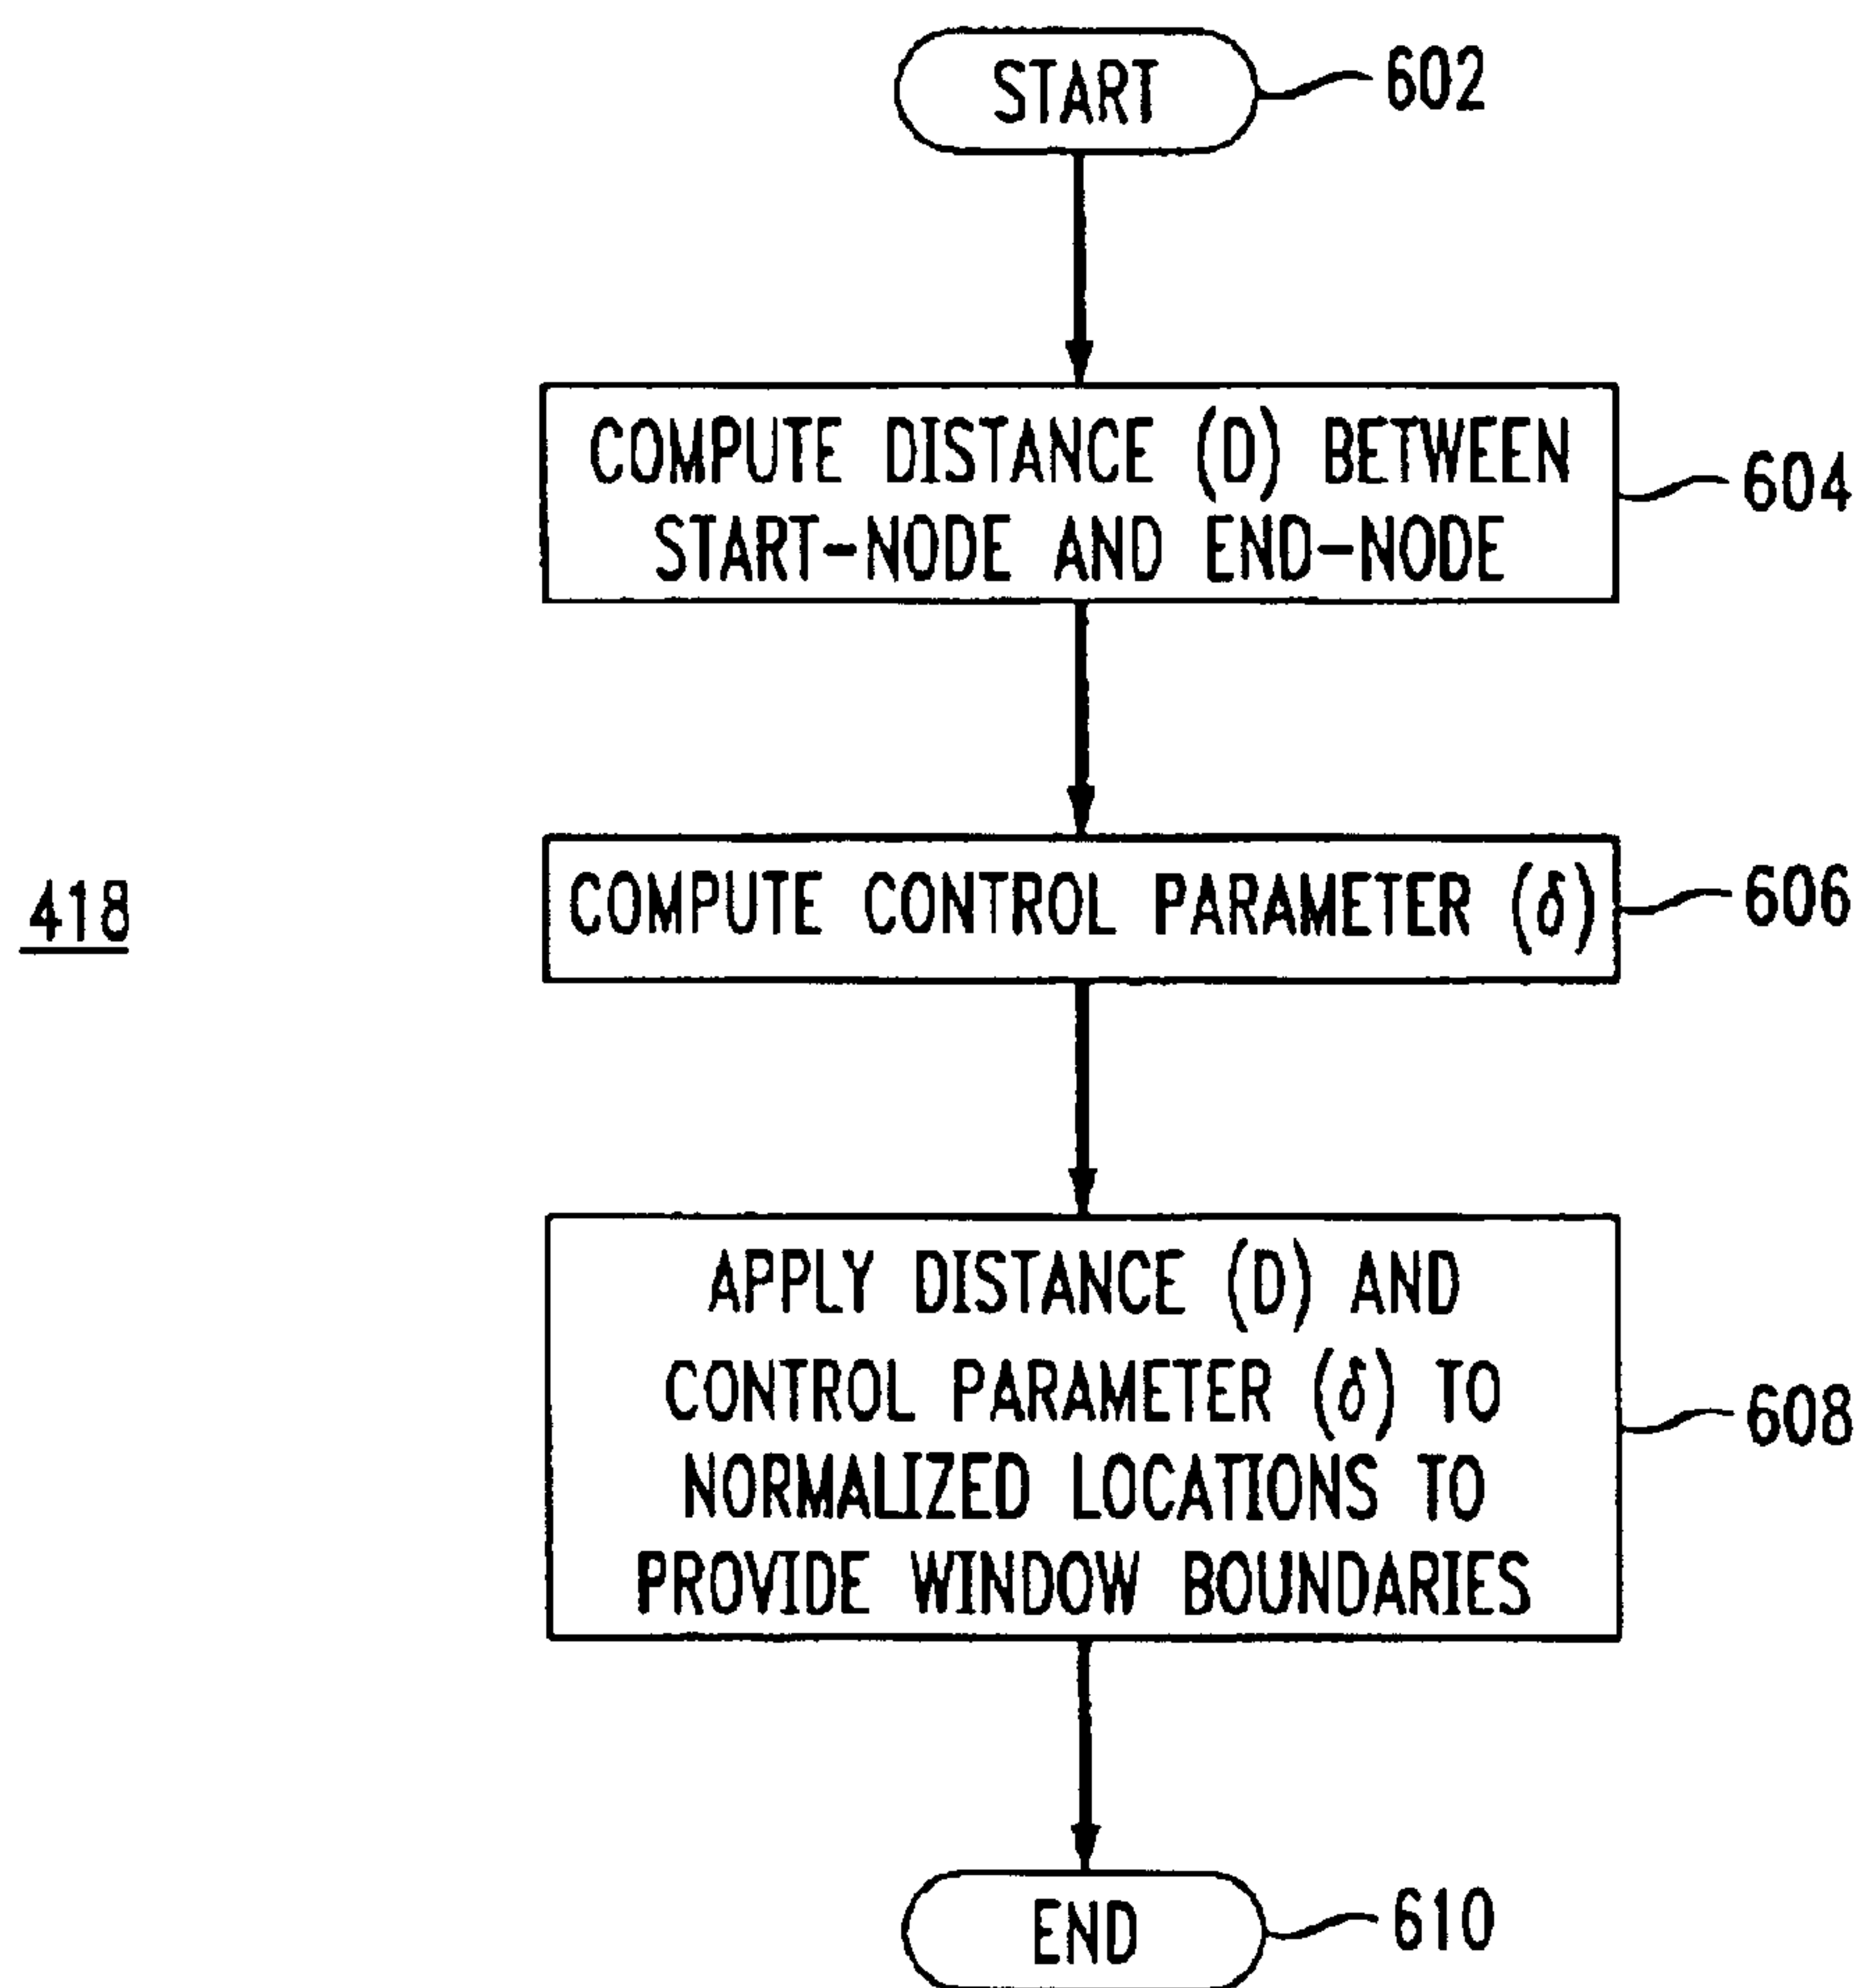 START
602
COMPUTE DISTANCE (D) BETWEEN
START-NODE AND END-NODE
604
COMPUTE CONTROL PARAMETER (δ)
606
418
APPLY DISTANCE (D) AND
CONTROL PARAMETER (δ) TO
NORMALIZED LOCATIONS TO
PROVIDE WINDOW BOUNDARIES
608
END
610